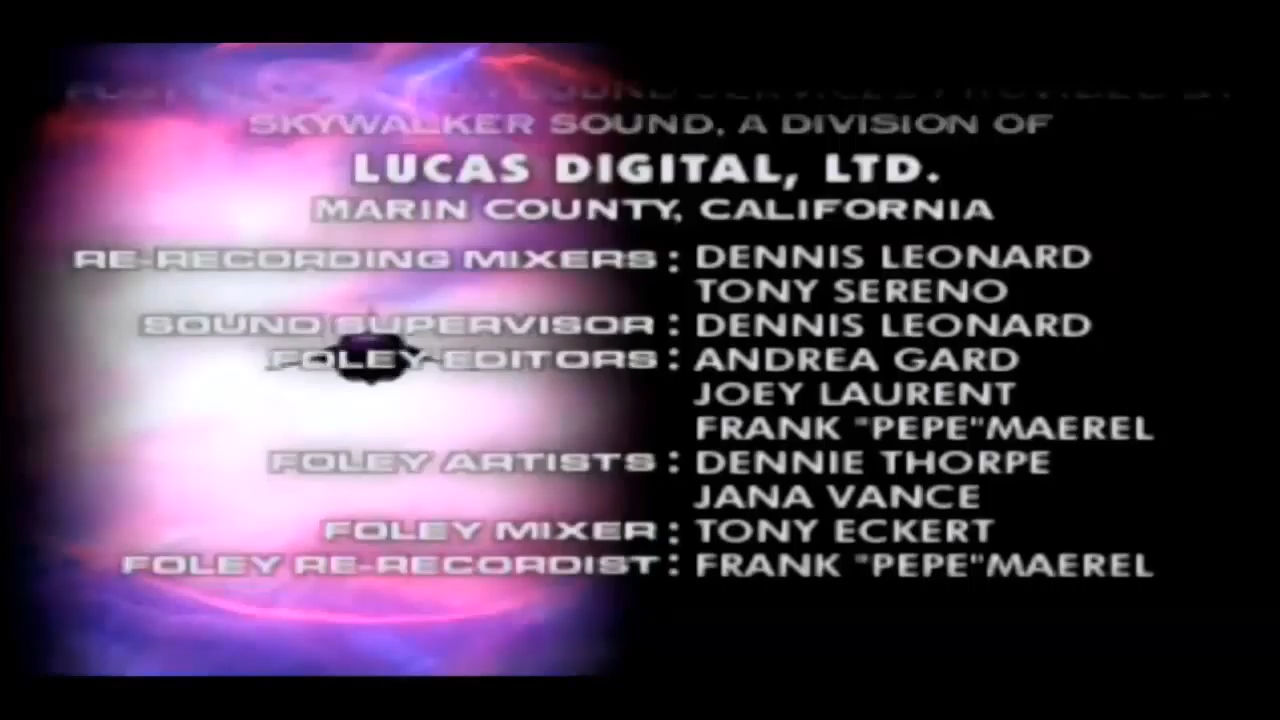 SKYWALKER SOUND, A DIVISION OF
LUCAS DIGITAL, LTD.
MARIN COUNTY, CALIFORNIA
RE-RECORDING MIXERS : DENNIS LEONARD
TONY SERENO
SOUND SUPERVISOR : DENNIS LEONARD
FOLEY EDITORS : ANDREA GARD
JOEY LAURENT
FRANK "PEPE"MAEREL
FOLEY ARTISTS : DENNIE THORPE
JANA VANCE
FOLEY MIXER : TONY ECKERT
FOLEY RE-RECORDIST : FRANK "PEPE"MAEREL